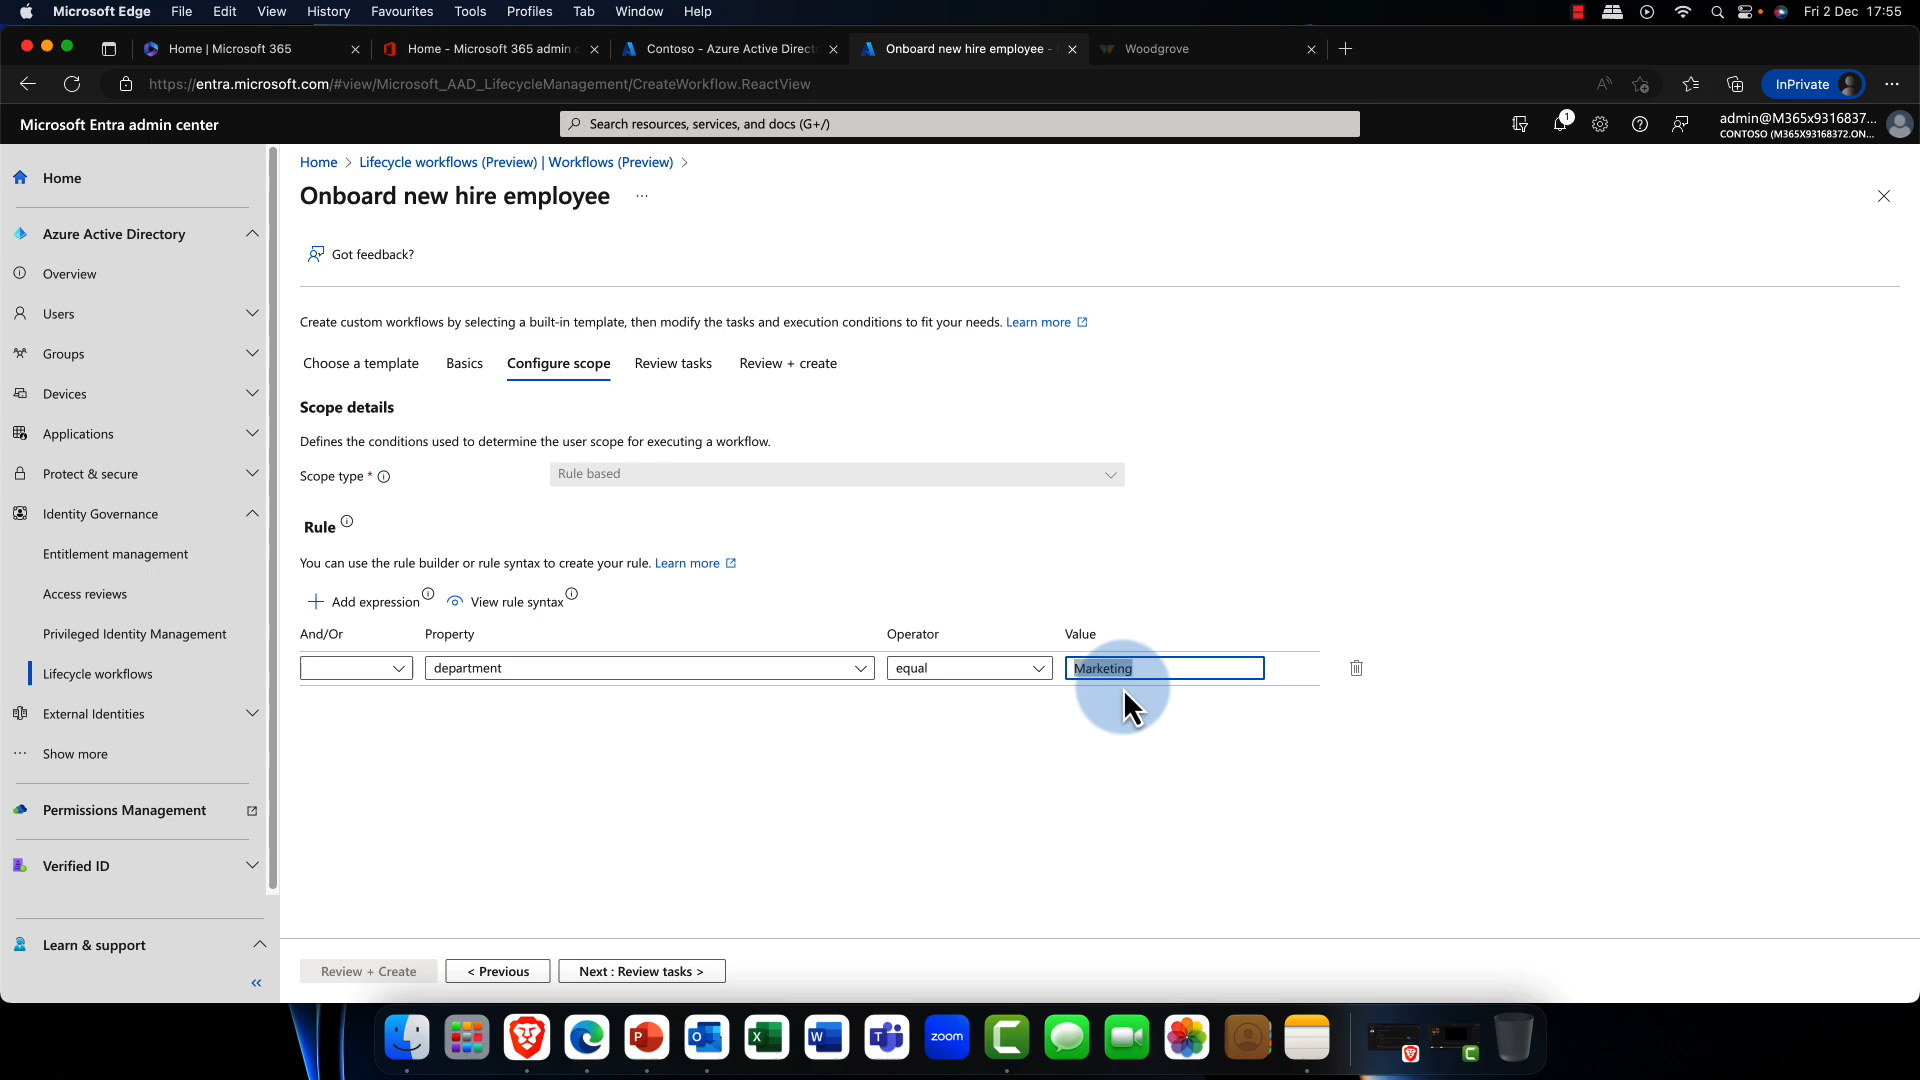 Microsoft Edge File Edit View History Favourites Tools Profiles Tab Window Help Fri 2 Dec 17:55
Home | Microsoft 365
Home - Microsoft 365 admin c
Contoso - Azure Active Direct
Onboard new hire employee -
Woodgrove
https://entra.microsoft.com/#view/Microsoft_AAD_LifecycleManagement/CreateWorkflow.ReactView
InPrivate
Microsoft Entra admin center
Search resources, services, and docs (G+/)
1
admin@M365x9316837...
CONTOSO (M365X93168372.ON...
Home
Azure Active Directory
Overview
Users
Groups
Devices
Applications
Protect & secure
Identity Governance
Entitlement management
Access reviews
Privileged Identity Management
Lifecycle workflows
External Identities
Show more
Permissions Management
Verified ID
Learn & support
Home > Lifecycle workflows (Preview) | Workflows (Preview) >
Onboard new hire employee
Got feedback?
Create custom workflows by selecting a built-in template, then modify the tasks and execution conditions to fit your needs. Learn more
Choose a template Basics Configure scope Review tasks Review + create
Scope details
Defines the conditions used to determine the user scope for executing a workflow.
Scope type * Rule based
Rule
You can use the rule builder or rule syntax to create your rule. Learn more
Add expression View rule syntax
And/Or Property Operator Value
department equal Marketing
Review + Create < Previous Next : Review tasks >
zoom